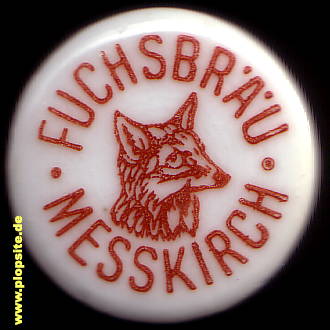 FUCHSBRÄU
· MESSKIRCH ·
www.plopsite.de